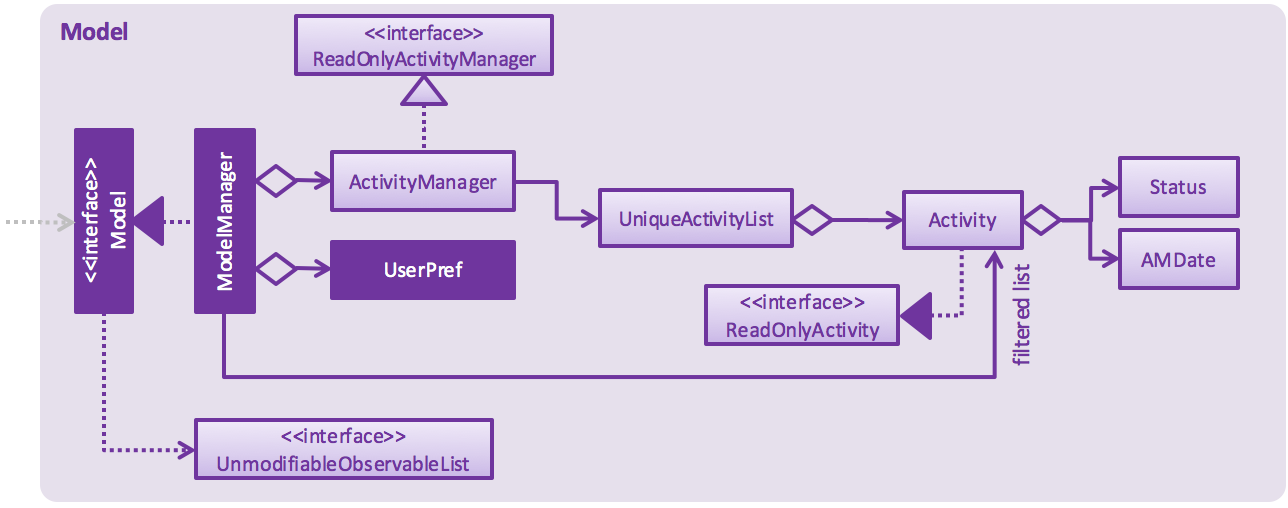 Model
<<interface>>
ReadOnlyActivityManager
<<interface>>
Model
ModelManager
ActivityManager
UserPref
UniqueActivityList
Activity
Status
AMDate
<<interface>>
ReadOnlyActivity
filtered list
<<interface>>
UnmodifiableObservableList